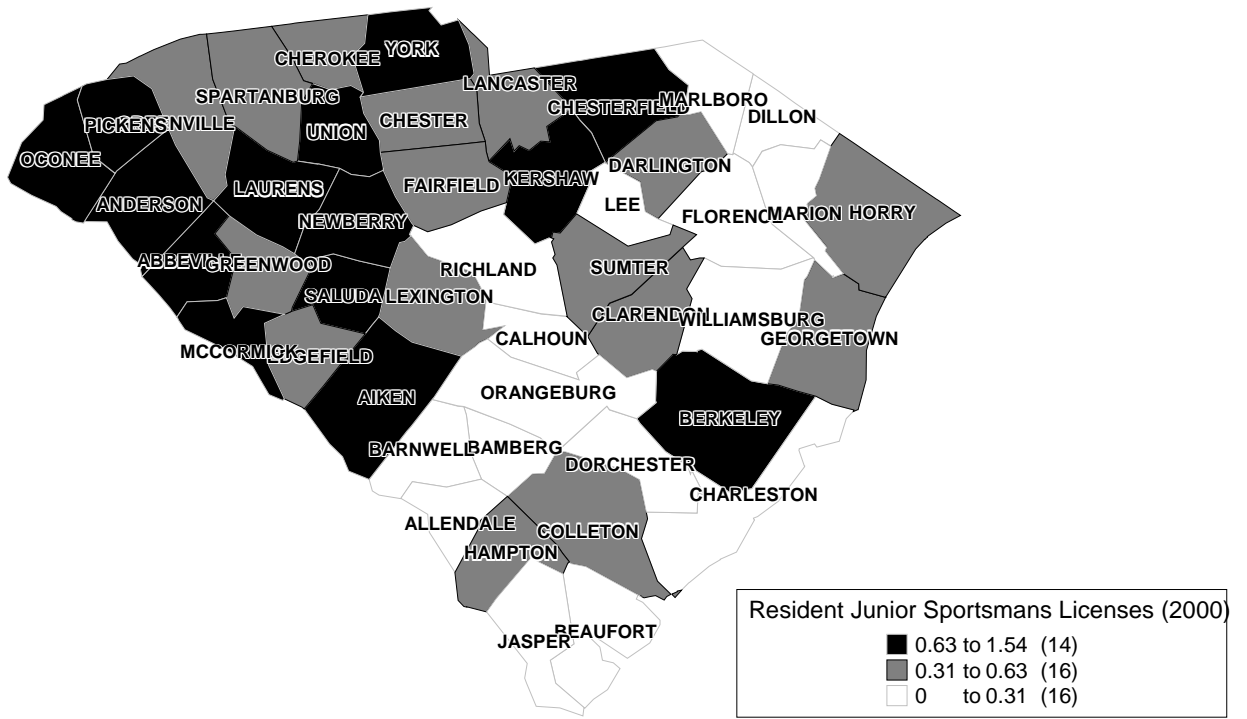 YORK
CHEROKEE
LANCASTER
SPARTANBURG
CHESTERFIELD
MARLBORO
DILLON
PICKENS
CHESTER
UNION
OCONEE
DARLINGTON
KERSHAW
FAIRFIELD
LAURENS
ANDERSON
LEE
NEWBERRY
FLORENCE
MARION
HORRY
ABBEVILLE
GREENWOOD
RICHLAND
SUMTER
SALUDA
LEXINGTON
CLARENDON
WILLIAMSBURG
CALHOUN
GEORGETOWN
MCCORMICK
EDGEFIELD
ORANGEBURG
AIKEN
BERKELEY
BARNWELL
BAMBERG
DORCHESTER
CHARLESTON
ALLENDALE
COLLETON
HAMPTON
BEAUFORT
JASPER
Resident Junior Sportsmans Licenses (2000)
0.63 to 1.54 (14)
0.31 to 0.63 (16)
0 to 0.31 (16)